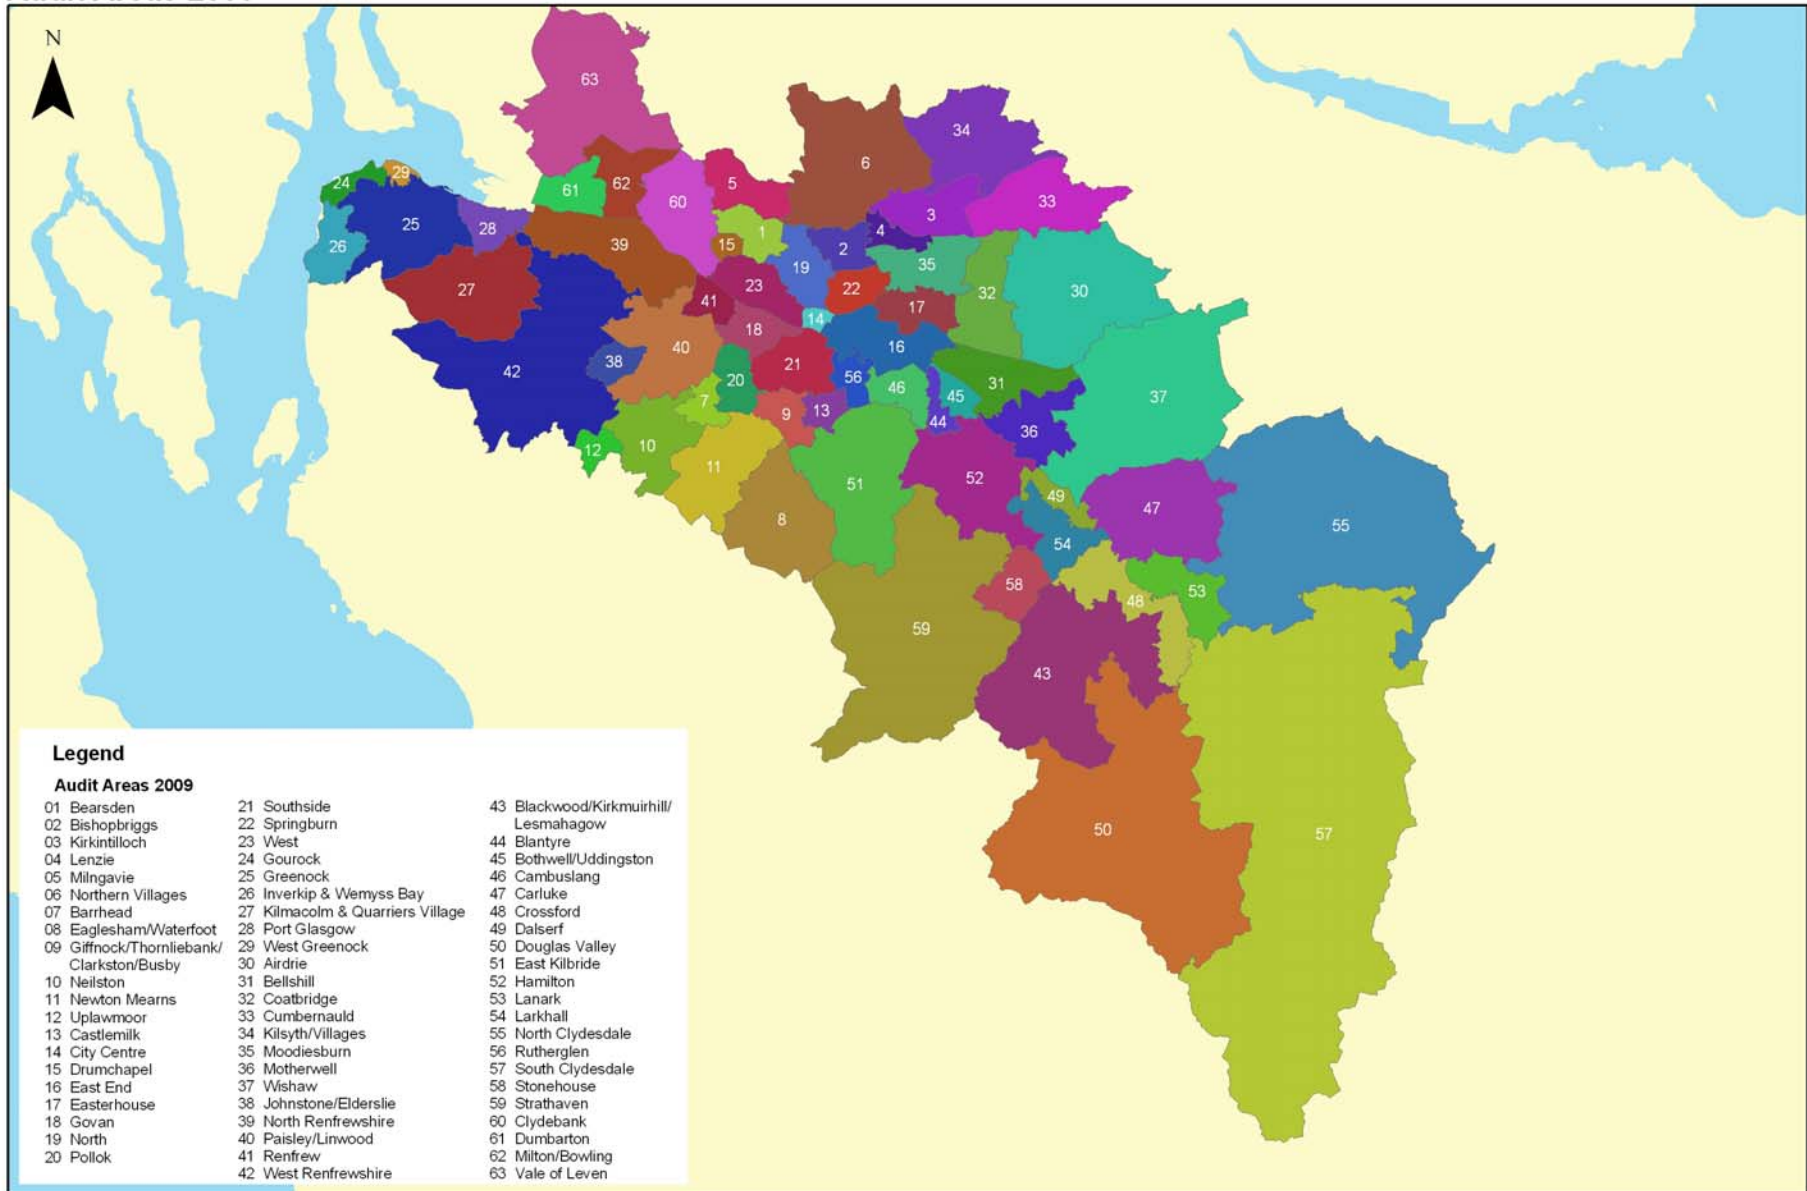 N
63
34
6
29
24
61
62
5
60
33
3
25
28
1
4
26
39
15
2
35
19
27
23
22
30
32
41
17
14
18
40
16
38
42
21
20
56
31
46
45
37
7
9
13
44
36
12
10
11
52
51
49
47
8
55
54
58
53
48
59
43
50
57
Legend
Audit Areas 2009
01 Bearsden
02 Bishopbriggs
03 Kirkintilloch
04 Lenzie
05 Milngavie
06 Northern Villages
07 Barrhead
08 Eaglesham/Waterfoot
09 Giffnock/Thornliebank/
Clarkston/Busby
10 Neilston
11 Newton Mearns
12 Uplawmoor
13 Castlemilk
14 City Centre
15 Drumchapel
16 East End
17 Easterhouse
18 Govan
19 North
20 Pollok
21 Southside
22 Springburn
23 West
24 Gourock
25 Greenock
26 Inverkip & Wemyss Bay
27 Kilmacolm & Quarriers Village
28 Port Glasgow
29 West Greenock
30 Airdrie
31 Bellshill
32 Coatbridge
33 Cumbernauld
34 Kilsyth/Villages
35 Moodiesburn
36 Motherwell
37 Wishaw
38 Johnstone/Elderslie
39 North Renfrewshire
40 Paisley/Linwood
41 Renfrew
42 West Renfrewshire
43 Blackwood/Kirkmuirhill/
Lesmahagow
44 Blantyre
45 Bothwell/Uddingston
46 Cambuslang
47 Carluke
48 Crossford
49 Dalserf
50 Douglas Valley
51 East Kilbride
52 Hamilton
53 Lanark
54 Larkhall
55 North Clydesdale
56 Rutherglen
57 South Clydesdale
58 Stonehouse
59 Strathaven
60 Clydebank
61 Dumbarton
62 Milton/Bowling
63 Vale of Leven